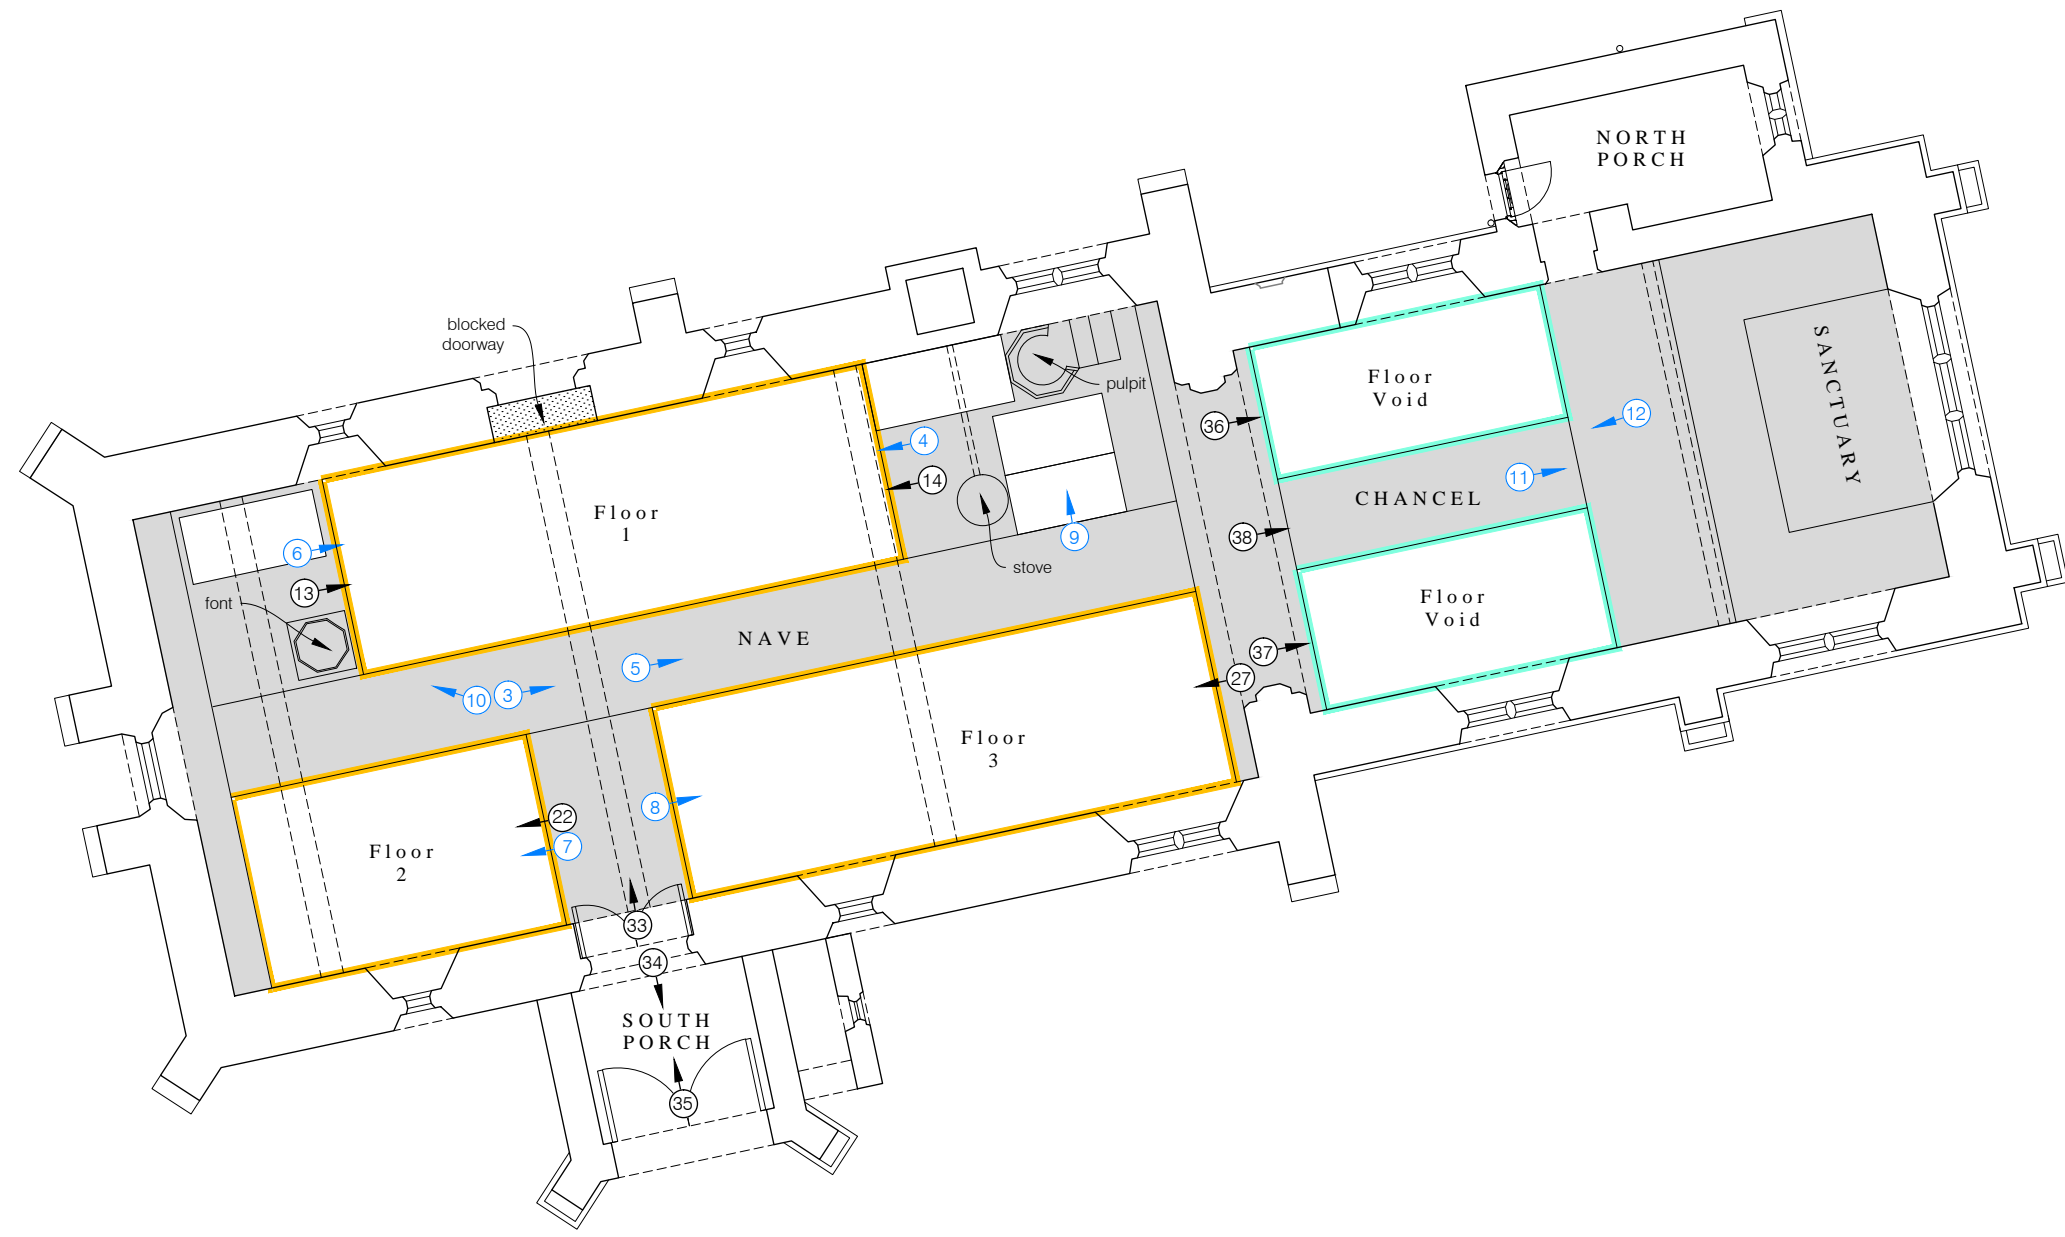 NORTH
PORCH
SANCTUARY
blocked
doorway
pulpit
Floor
Void
12
36
4
14
11
CHANCEL
Floor
1
6
9
38
stove
13
font
Floor
Void
NAVE
5
37
27
10
3
Floor
3
8
22
7
Floor
2
33
34
SOUTH
PORCH
35